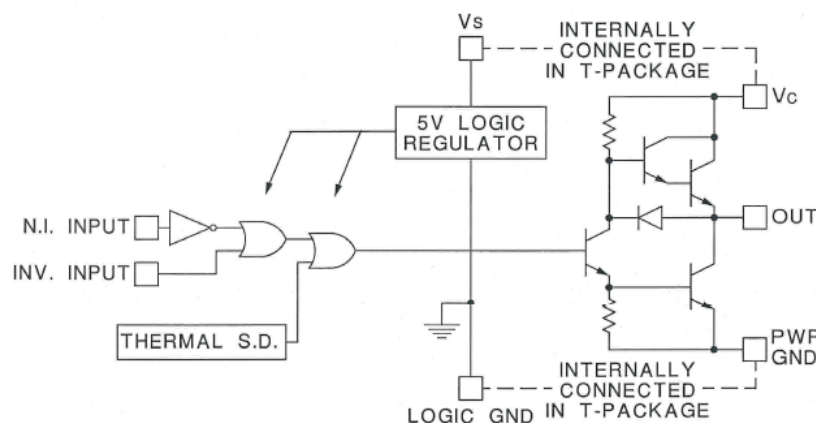 Vs
INTERNALLY
CONNECTED
IN T-PACKAGE
Vc
5V LOGIC
REGULATOR
N.I. INPUT
OUT
INV. INPUT
THERMAL S.D.
PWR
GND
INTERNALLY
CONNECTED
IN T-PACKAGE
LOGIC GND